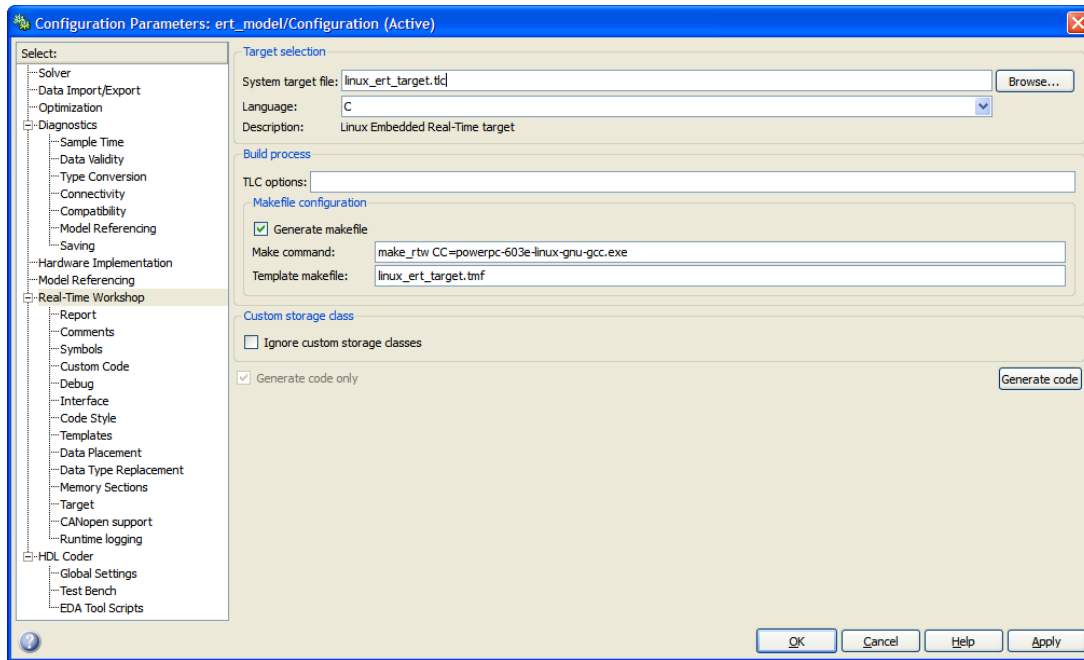 Configuration Parameters: ert_model/Configuration (Active)
Select:
Solver
Data Import/Export
Optimization
Diagnostics
Sample Time
Data Validity
Type Conversion
Connectivity
Compatibility
Model Referencing
Saving
Hardware Implementation
Model Referencing
Real-Time Workshop
Report
Comments
Symbols
Custom Code
Debug
Interface
Code Style
Templates
Data Placement
Data Type Replacement
Memory Sections
Target
CANopen support
Runtime logging
HDL Coder
Global Settings
Test Bench
EDA Tool Scripts
Target selection
System target file: linux_ert_target.tlc Browse...
Language: C
Description: Linux Embedded Real-Time target
Build process
TLC options:
Makefile configuration
Generate makefile
Make command: make_rtw CC=powerpc-603e-linux-gnu-gcc.exe
Template makefile: linux_ert_target.tmf
Custom storage class
Ignore custom storage classes
Generate code only Generate code
OK Cancel Help Apply